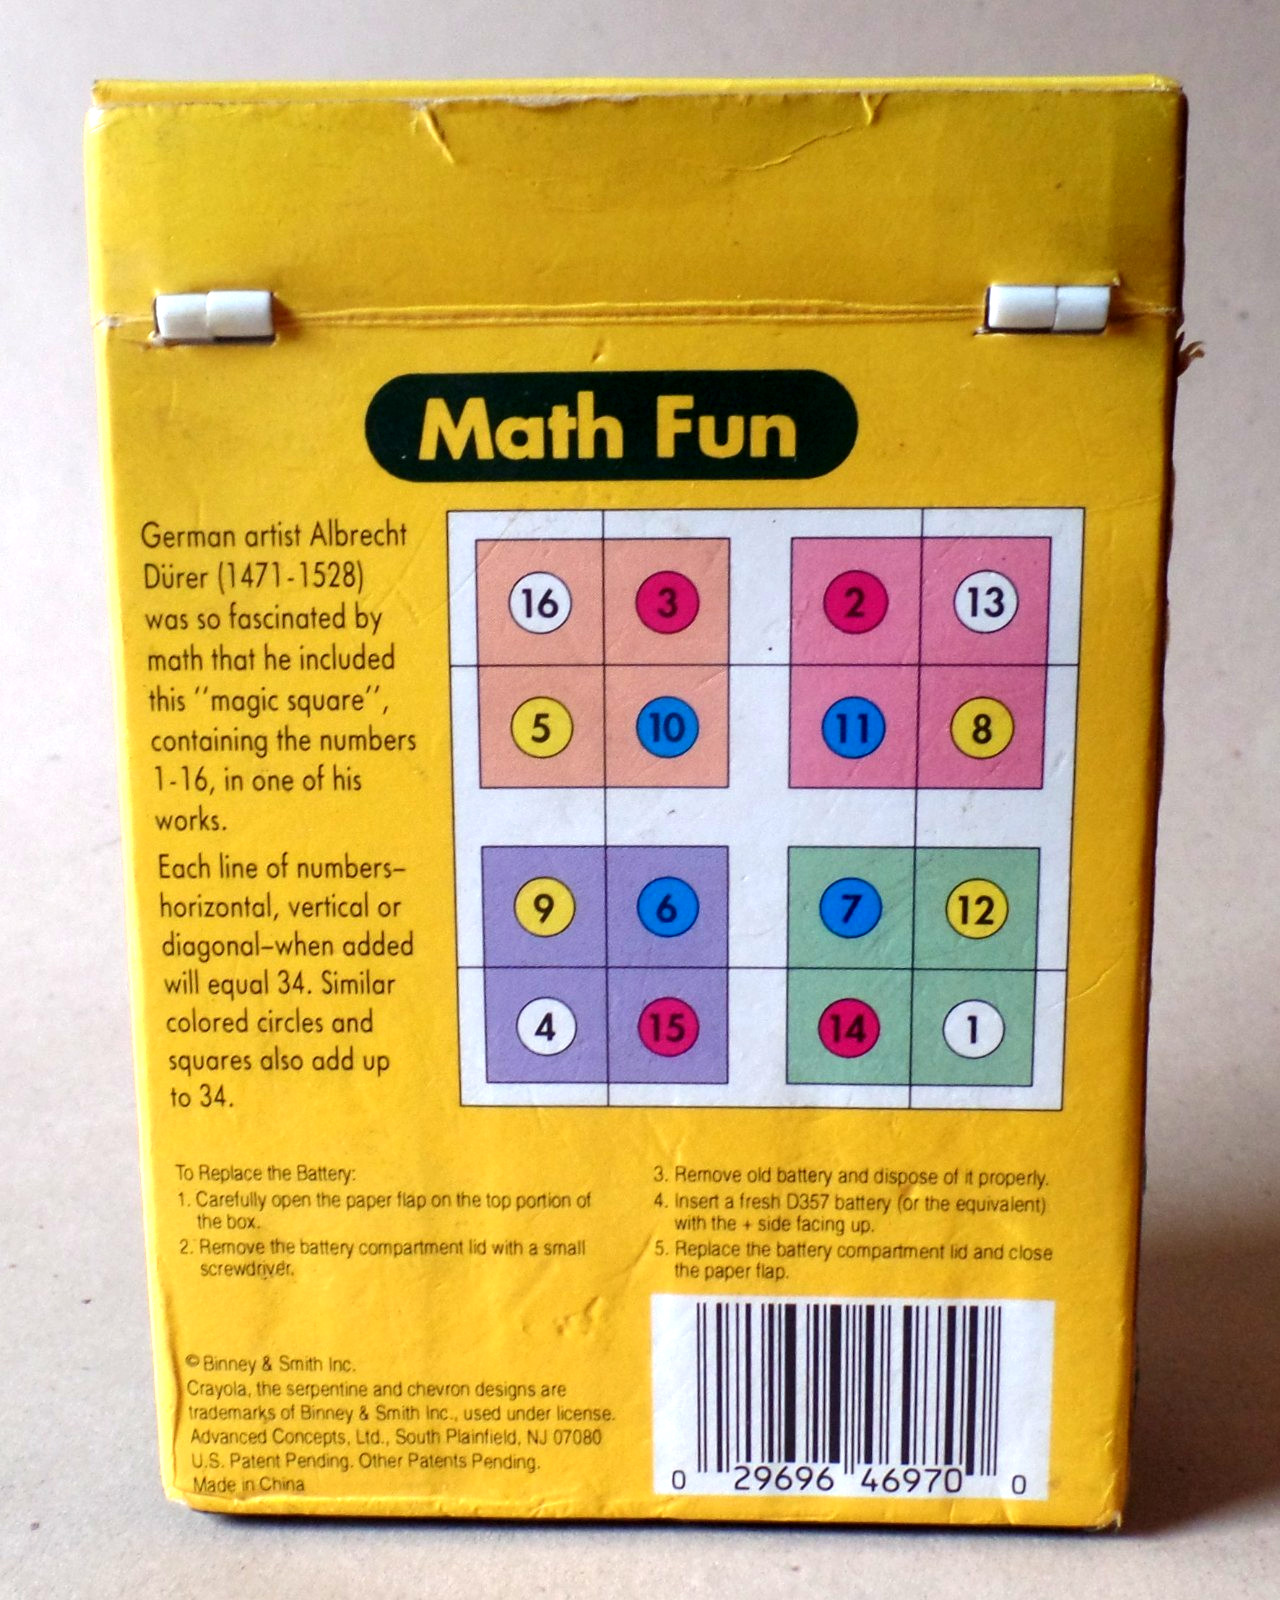 Math Fun
German artist Albrecht
Dürer (1471-1528)
was so fascinated by
math that he included
this "magic square",
containing the numbers
1-16, in one of his
works.
Each line of numbers–
horizontal, vertical or
diagonal–when added
will equal 34. Similar
colored circles and
squares also add up
to 34.
16 3 2 13
5 10 11 8
9 6 7 12
4 15 14 1
To Replace the Battery:
1. Carefully open the paper flap on the top portion of
the box.
2. Remove the battery compartment lid with a small
screwdriver.
3. Remove old battery and dispose of it properly.
4. Insert a fresh D357 battery (or the equivalent)
with the + side facing up.
5. Replace the battery compartment lid and close
the paper flap.
© Binney & Smith Inc.
Crayola, the serpentine and chevron designs are
trademarks of Binney & Smith Inc., used under license.
Advanced Concepts, Ltd., South Plainfield, NJ 07080
U.S. Patent Pending. Other Patents Pending.
Made in China
0 29696 46970 0